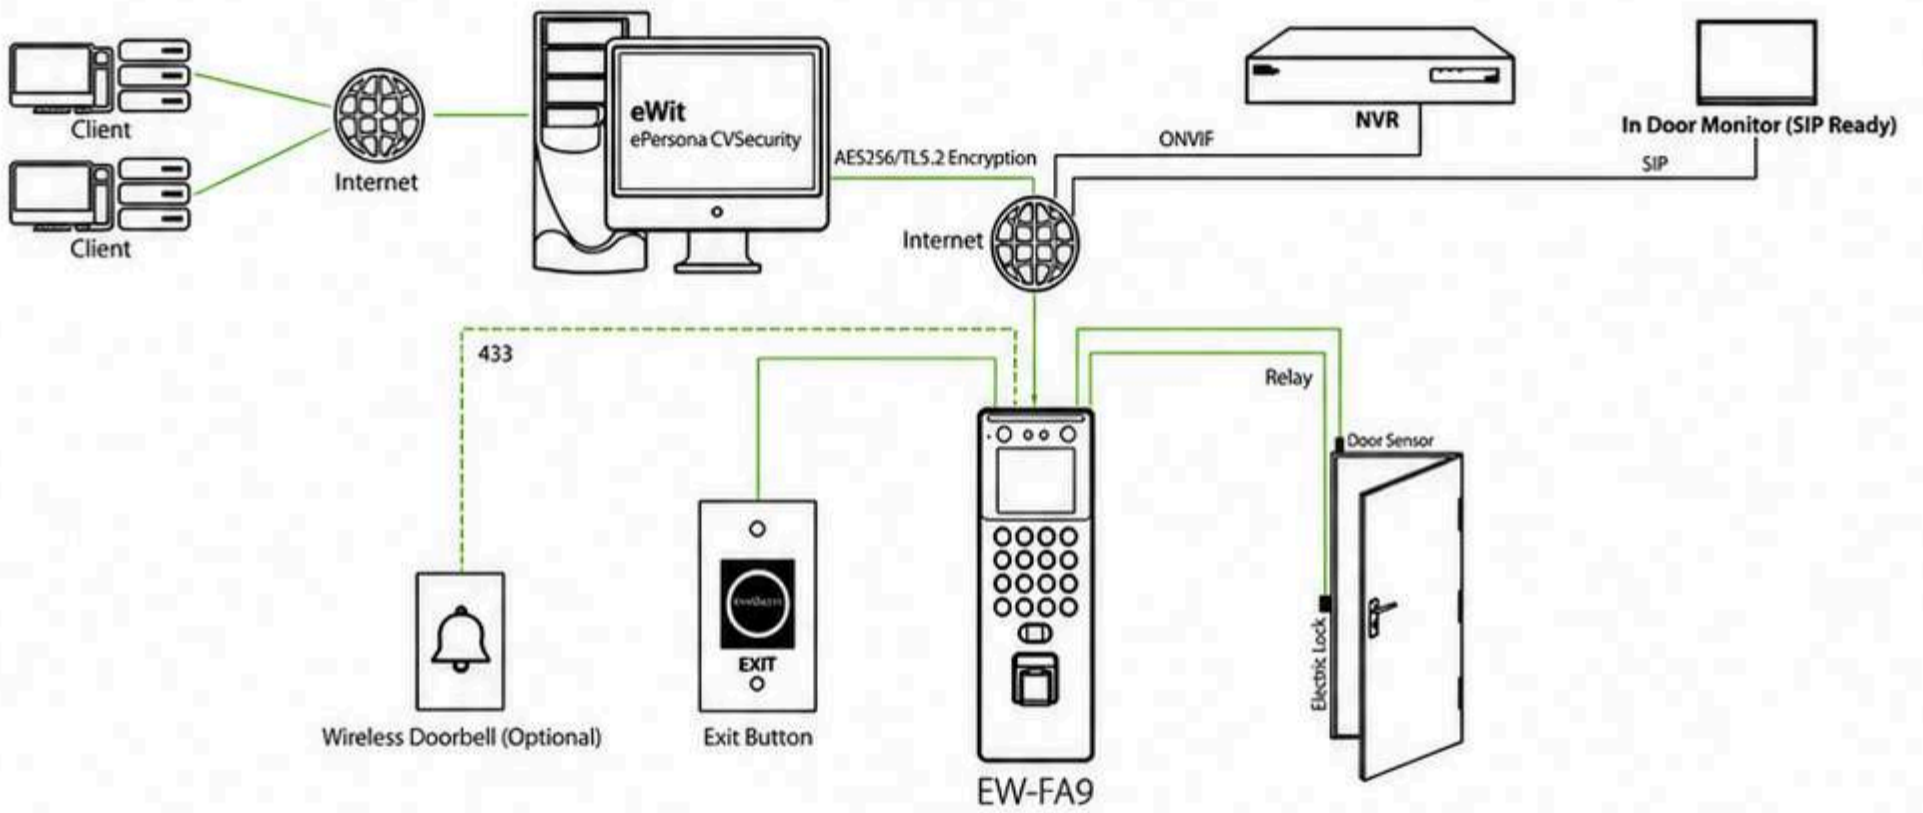 Client
Client
Internet
eWit
ePersona CVSecurity
AES256/TLS.2 Encryption
ONVIF
NVR
In Door Monitor (SIP Ready)
SIP
Internet
433
Relay
Door Sensor
Electric Lock
EXIT
Wireless Doorbell (Optional)
Exit Button
EW-FA9